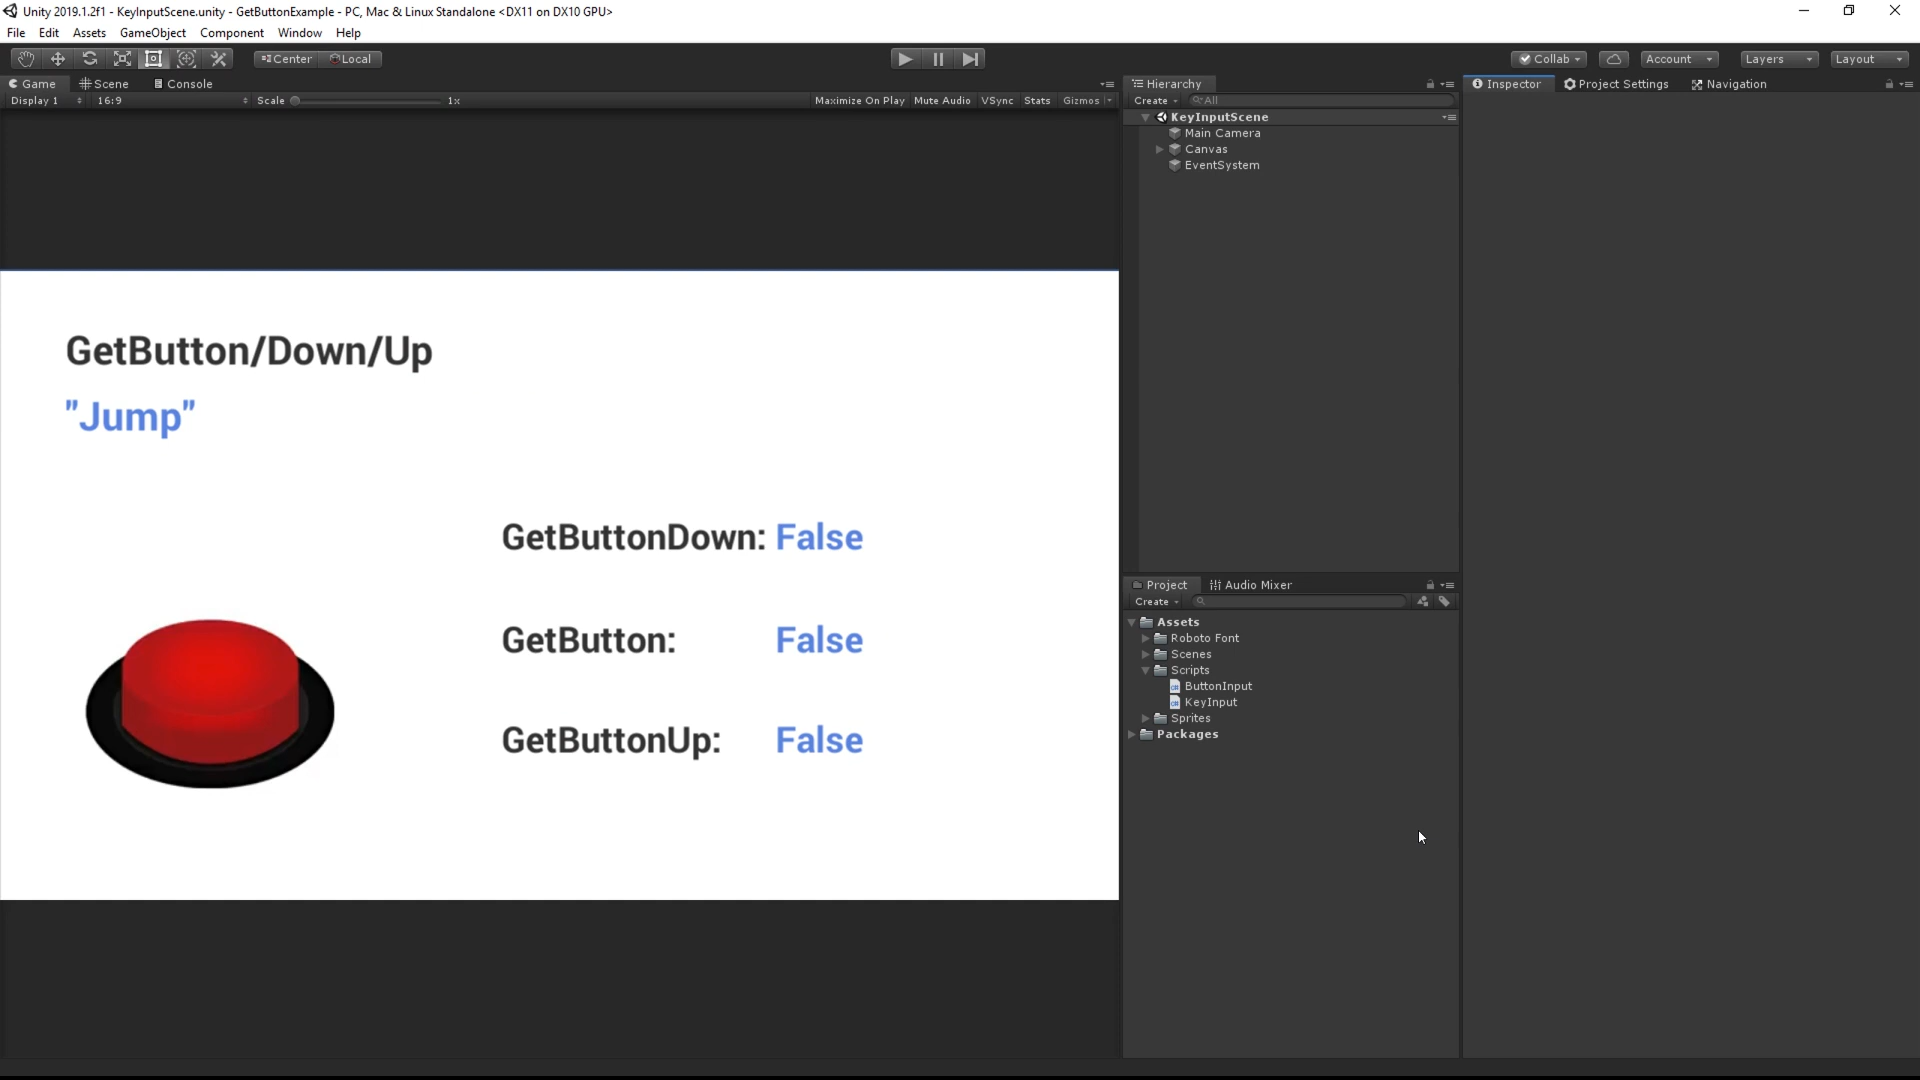 Unity 2019.1.2f1 - KeyInputScene.unity - GetButtonExample - PC, Mac & Linux Standalone <DX11 on DX10 GPU>
File Edit Assets GameObject Component Window Help
Center Local Collab Account Layers Layout
Game Scene Console
Display 1 16:9 Scale 1x Maximize On Play Mute Audio VSync Stats Gizmos
GetButton/Down/Up
"Jump"
GetButtonDown: False
GetButton: False
GetButtonUp: False
Hierarchy
Create All
KeyInputScene
Main Camera
Canvas
EventSystem
Project Audio Mixer
Create
Assets
Roboto Font
Scenes
Scripts
ButtonInput
KeyInput
Sprites
Packages
Inspector Project Settings Navigation